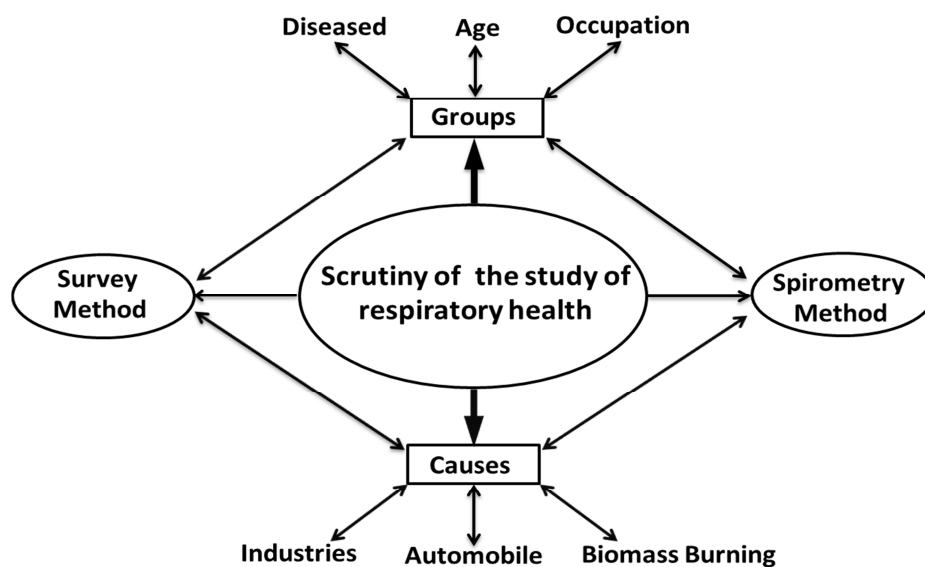 Diseased
Age
Occupation
Groups
Survey
Method
Scrutiny of the study of
respiratory health
Spirometry
Method
Causes
Industries
Automobile
Biomass Burning